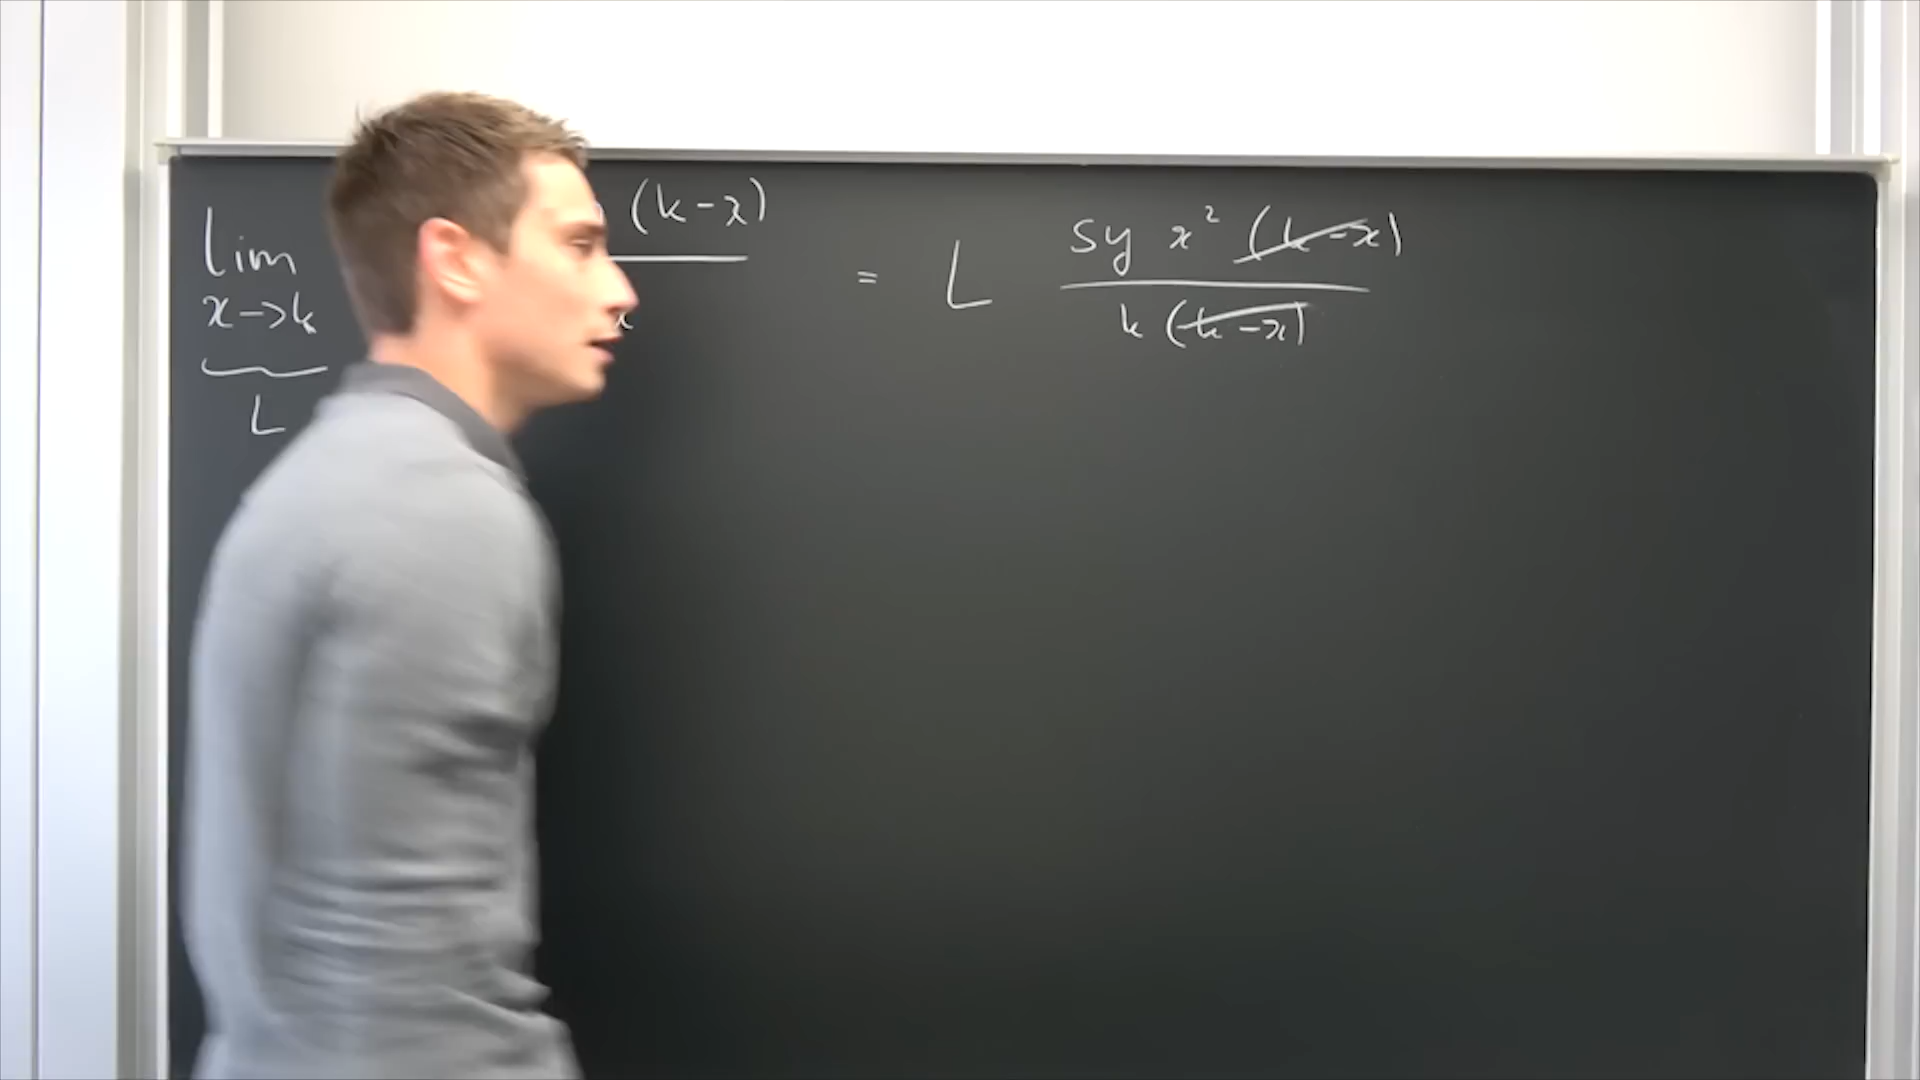 lim (k-x) = L sy x² (k-x)
x->k x k (k-x)
L